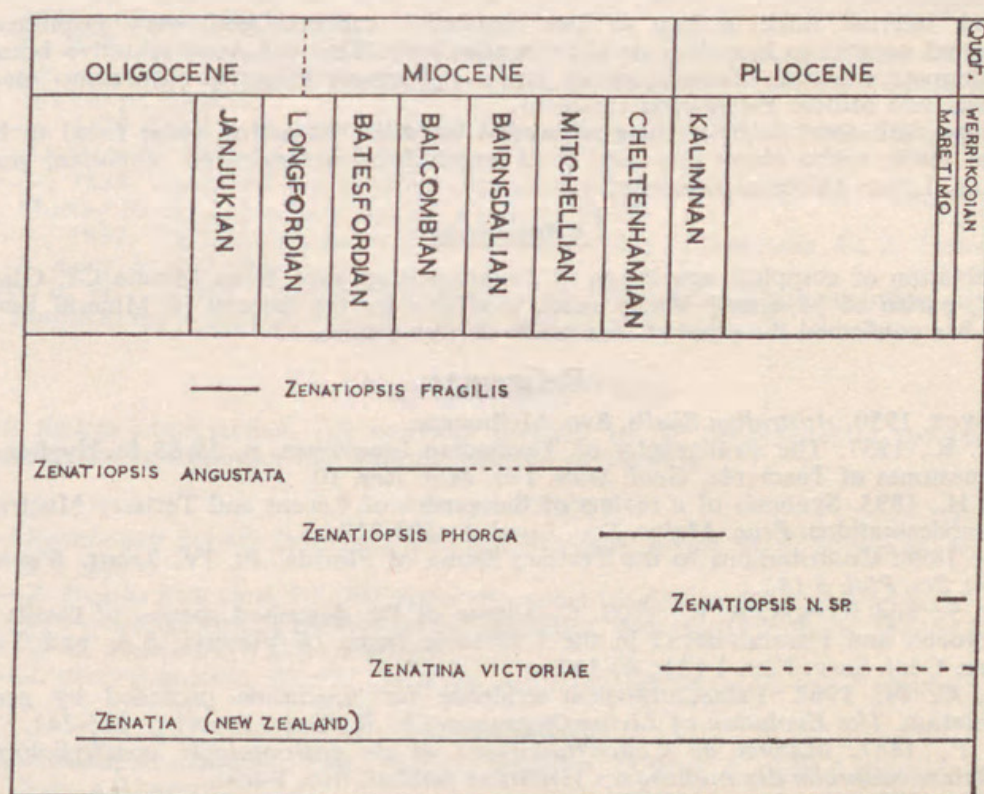 OLIGOCENE MIOCENE PLIOCENE Quat.
JANJUKIAN
LONGFORDIAN
BATESFORDIAN
BALCOMBIAN
BAIRNSDALIAN
MITCHELLIAN
CHELTENHAMIAN
KALIMNAN
MARETIMO
WERRIKOOIAN
ZENATIOPSIS FRAGILIS
ZENATIOPSIS ANGUSTATA
ZENATIOPSIS PHORCA
ZENATIOPSIS N. SP.
ZENATINA VICTORIAE
ZENATIA (NEW ZEALAND)